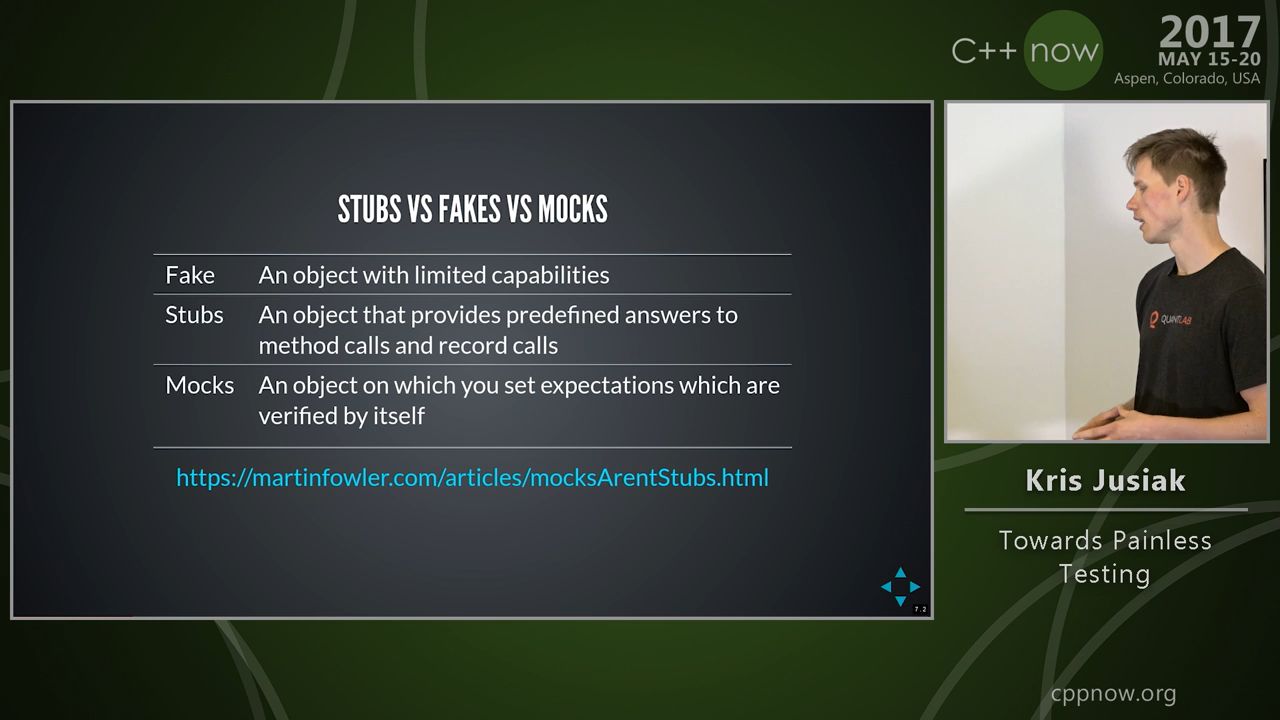 C++ now
2017
MAY 15-20
Aspen, Colorado, USA
STUBS VS FAKES VS MOCKS
Fake An object with limited capabilities
Stubs An object that provides predefined answers to
method calls and record calls
Mocks An object on which you set expectations which are
verified by itself
https://martinfowler.com/articles/mocksArentStubs.html
7.2
QUANTLAB
Kris Jusiak
Towards Painless
Testing
cppnow.org